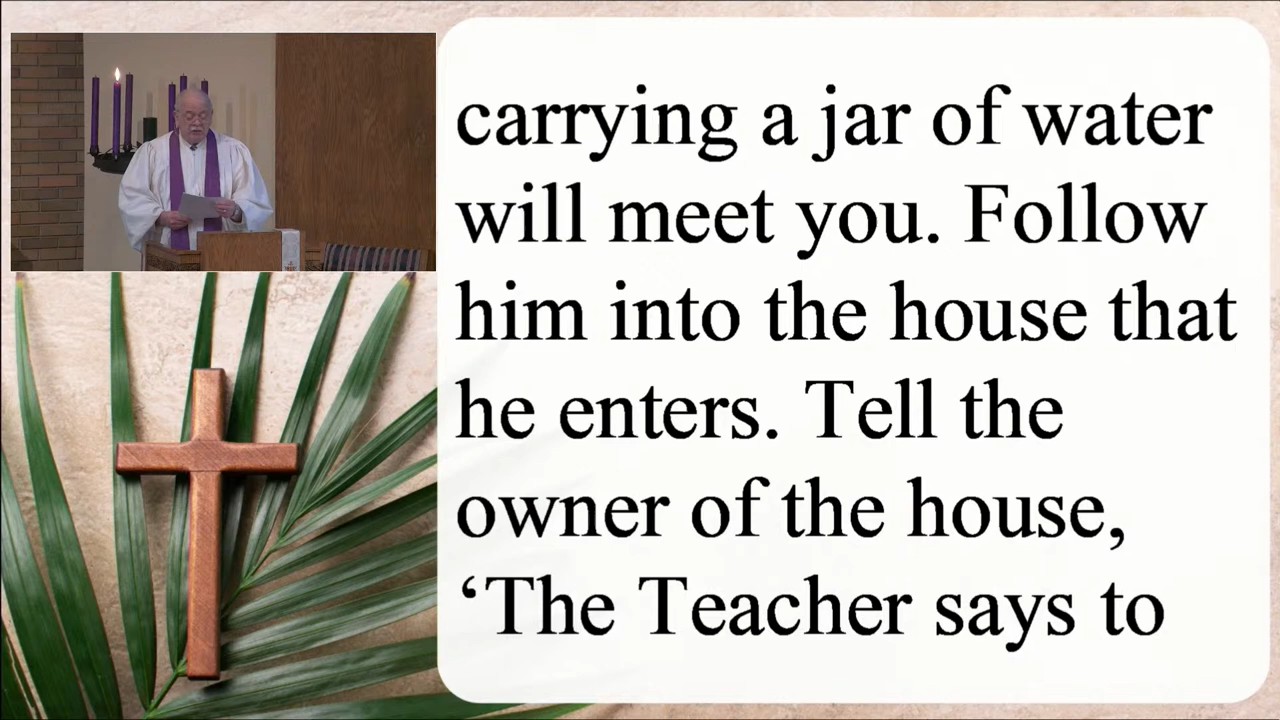 carrying a jar of water
will meet you. Follow
him into the house that
he enters. Tell the
owner of the house,
‘The Teacher says to